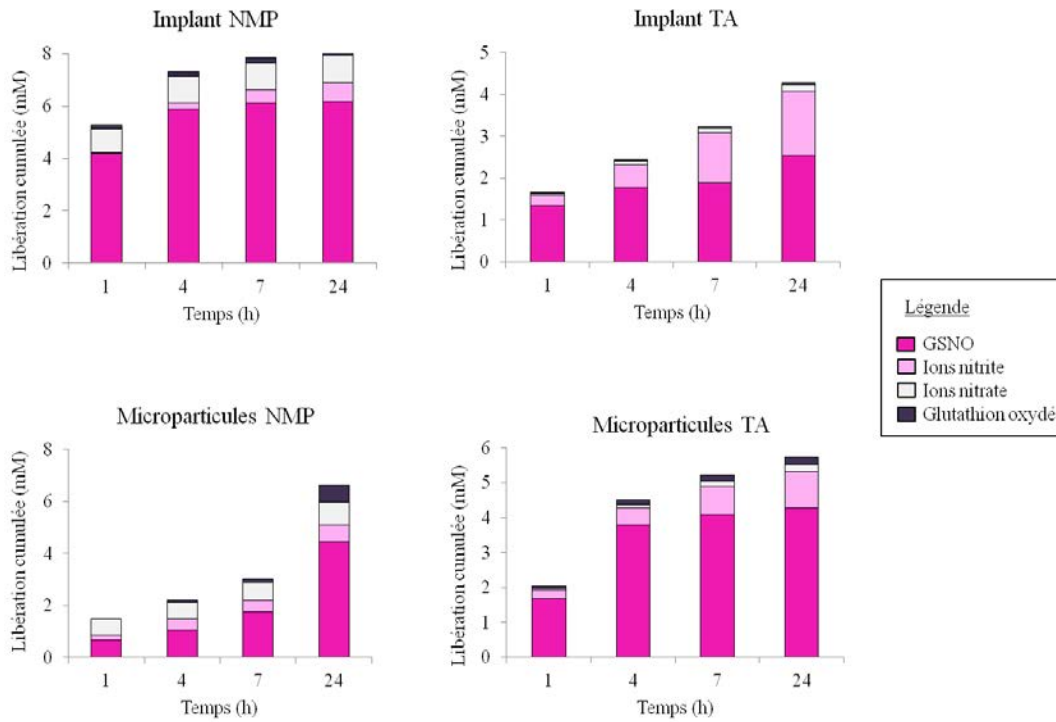 Implant NMP
Libération cumulée (mM)
8
6
4
2
0
1 4 7 24
Temps (h)
Implant TA
Libération cumulée (mM)
5
4
3
2
1
0
1 4 7 24
Temps (h)
Légende
GSNO
Ions nitrite
Ions nitrate
Glutathion oxydé
Microparticules NMP
Libération cumulée (mM)
8
6
4
2
0
1 4 7 24
Temps (h)
Microparticules TA
Libération cumulée (mM)
6
5
4
3
2
1
0
1 4 7 24
Temps (h)